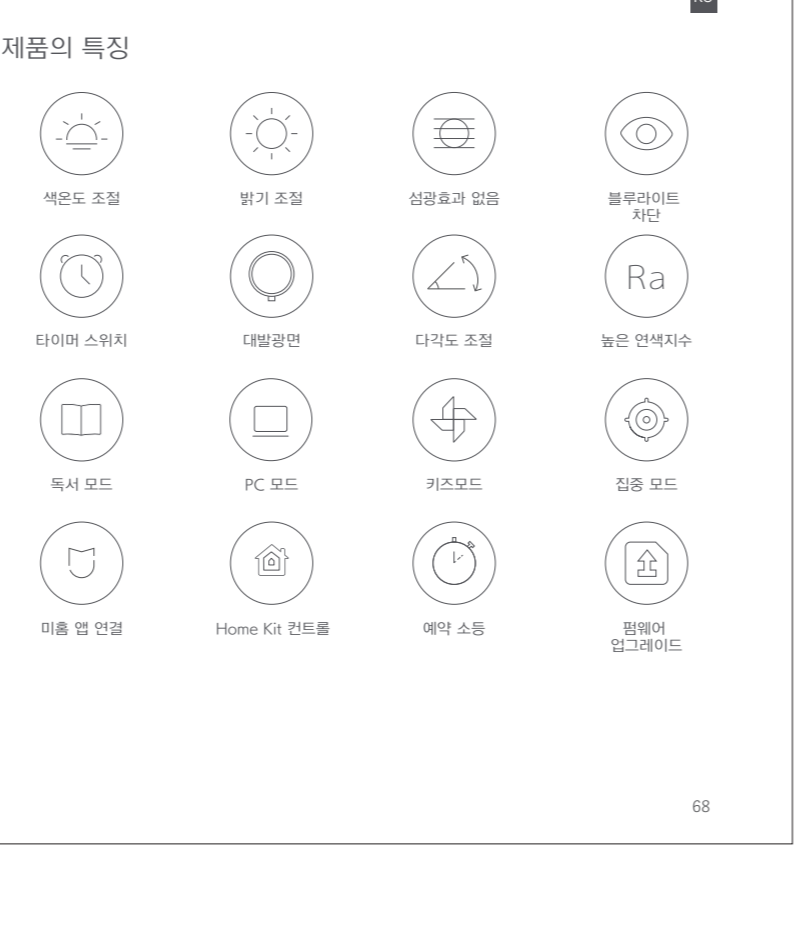 제품의 특징
색온도 조절
밝기 조절
섬광효과 없음
블루라이트
차단
타이머 스위치
대발광면
다각도 조절
Ra
높은 연색지수
독서 모드
PC 모드
키즈모드
집중 모드
미홈 앱 연결
Home Kit 컨트롤
예약 소등
펌웨어
업그레이드
68